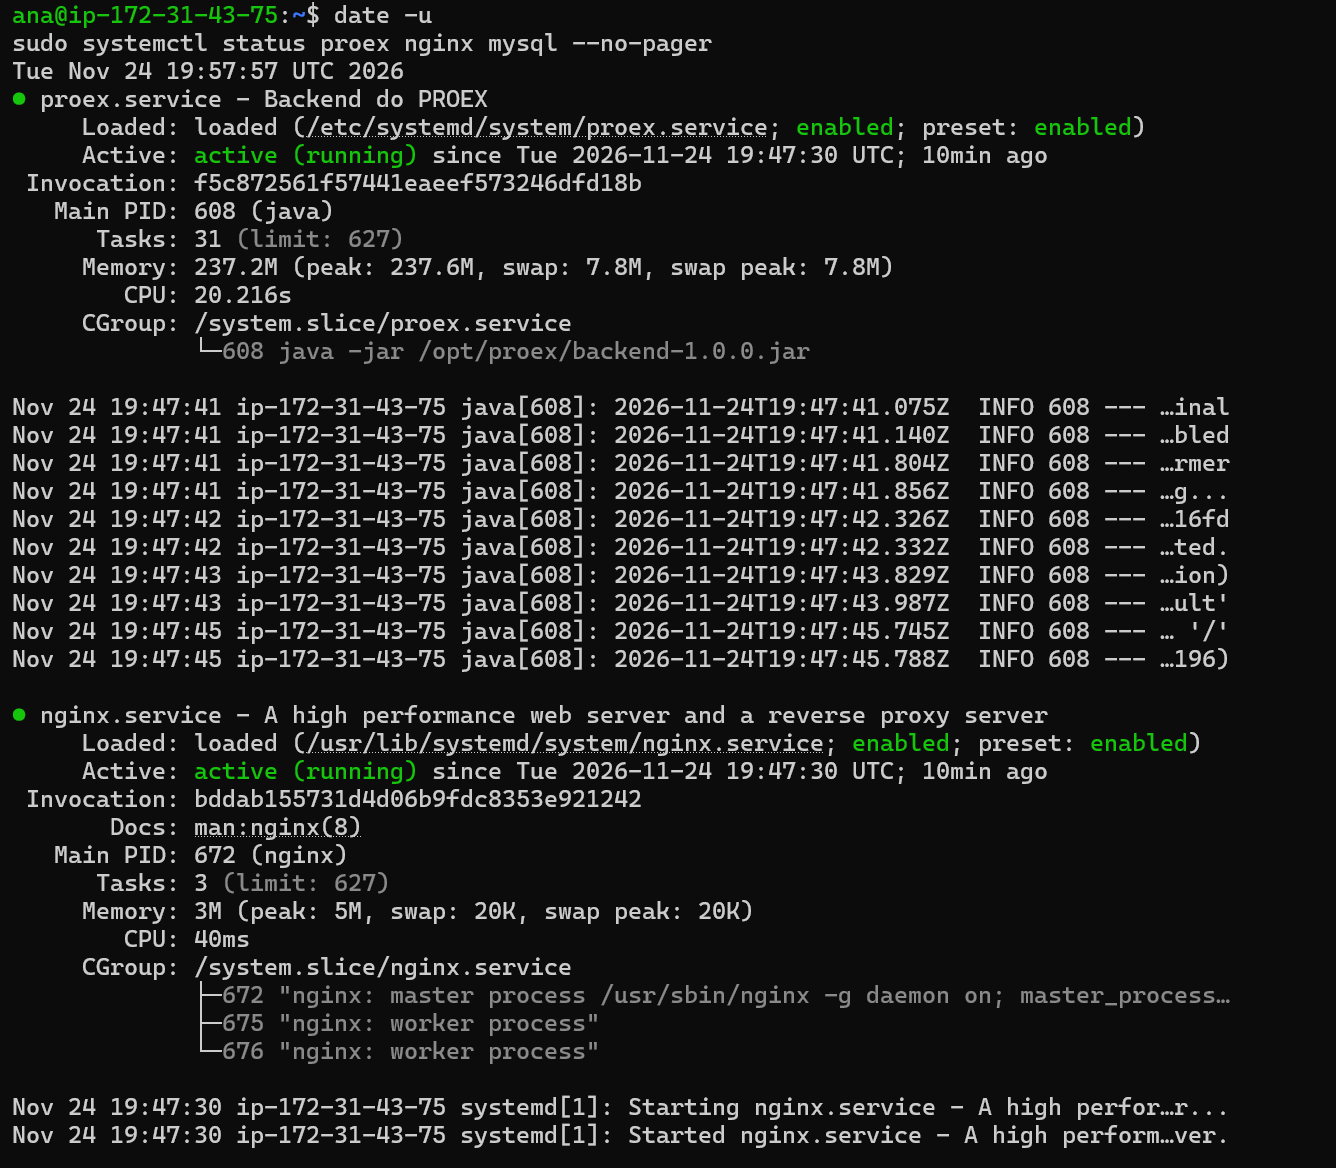 ana@ip-172-31-43-75:~$ date -u
sudo systemctl status proex nginx mysql --no-pager
Tue Nov 24 19:57:57 UTC 2026
● proex.service - Backend do PROEX
     Loaded: loaded (/etc/systemd/system/proex.service; enabled; preset: enabled)
     Active: active (running) since Tue 2026-11-24 19:47:30 UTC; 10min ago
 Invocation: f5c872561f57441eaeef573246dfd18b
   Main PID: 608 (java)
      Tasks: 31 (limit: 627)
     Memory: 237.2M (peak: 237.6M, swap: 7.8M, swap peak: 7.8M)
        CPU: 20.216s
     CGroup: /system.slice/proex.service
             └─608 java -jar /opt/proex/backend-1.0.0.jar

Nov 24 19:47:41 ip-172-31-43-75 java[608]: 2026-11-24T19:47:41.075Z  INFO 608 --- …inal
Nov 24 19:47:41 ip-172-31-43-75 java[608]: 2026-11-24T19:47:41.140Z  INFO 608 --- …bled
Nov 24 19:47:41 ip-172-31-43-75 java[608]: 2026-11-24T19:47:41.804Z  INFO 608 --- …rmer
Nov 24 19:47:41 ip-172-31-43-75 java[608]: 2026-11-24T19:47:41.856Z  INFO 608 --- …g...
Nov 24 19:47:42 ip-172-31-43-75 java[608]: 2026-11-24T19:47:42.326Z  INFO 608 --- …16fd
Nov 24 19:47:42 ip-172-31-43-75 java[608]: 2026-11-24T19:47:42.332Z  INFO 608 --- …ted.
Nov 24 19:47:43 ip-172-31-43-75 java[608]: 2026-11-24T19:47:43.829Z  INFO 608 --- …ion)
Nov 24 19:47:43 ip-172-31-43-75 java[608]: 2026-11-24T19:47:43.987Z  INFO 608 --- …ult'
Nov 24 19:47:45 ip-172-31-43-75 java[608]: 2026-11-24T19:47:45.745Z  INFO 608 --- … '/'
Nov 24 19:47:45 ip-172-31-43-75 java[608]: 2026-11-24T19:47:45.788Z  INFO 608 --- …196)

● nginx.service - A high performance web server and a reverse proxy server
     Loaded: loaded (/usr/lib/systemd/system/nginx.service; enabled; preset: enabled)
     Active: active (running) since Tue 2026-11-24 19:47:30 UTC; 10min ago
 Invocation: bddab155731d4d06b9fdc8353e921242
       Docs: man:nginx(8)
   Main PID: 672 (nginx)
      Tasks: 3 (limit: 627)
     Memory: 3M (peak: 5M, swap: 20K, swap peak: 20K)
        CPU: 40ms
     CGroup: /system.slice/nginx.service
             ├─672 "nginx: master process /usr/sbin/nginx -g daemon on; master_process…
             ├─675 "nginx: worker process"
             └─676 "nginx: worker process"

Nov 24 19:47:30 ip-172-31-43-75 systemd[1]: Starting nginx.service - A high perfor…r...
Nov 24 19:47:30 ip-172-31-43-75 systemd[1]: Started nginx.service - A high perform…ver.